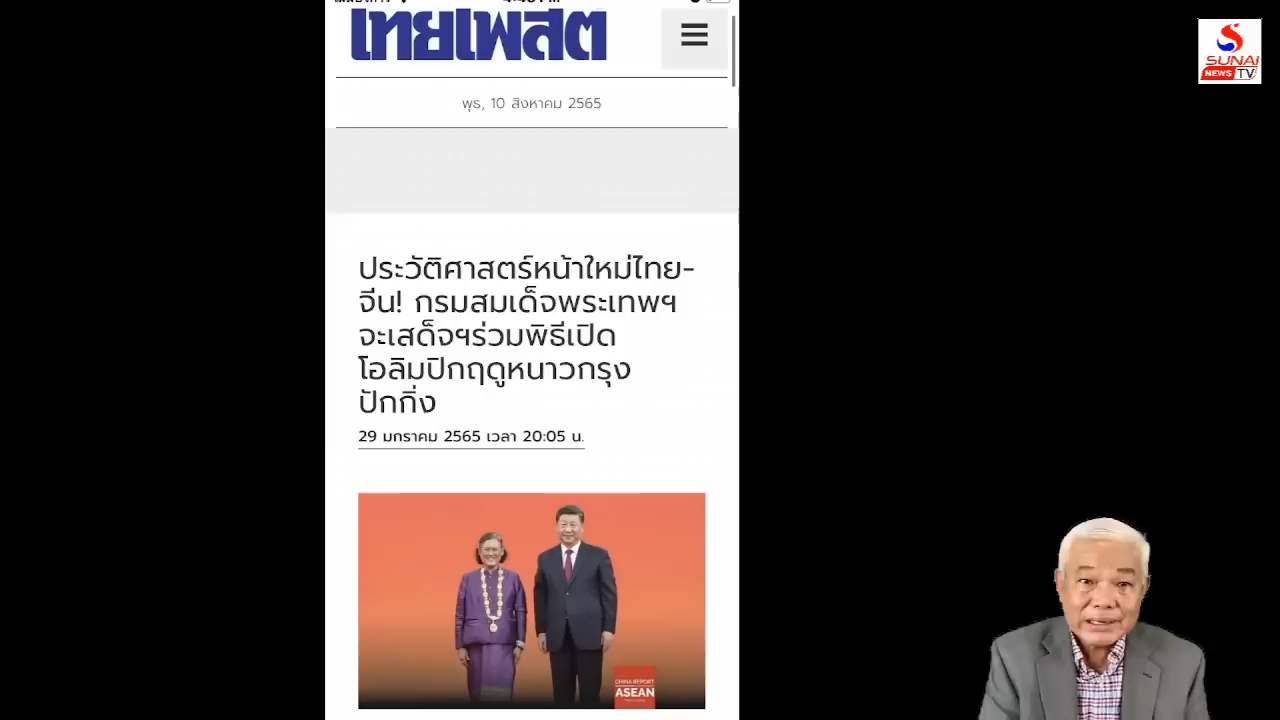 ไทยโพสต์
พุธ, 10 สิงหาคม 2565
ประวัติศาสตร์หน้าใหม่ไทย-
จีน! กรมสมเด็จพระเทพฯ
จะเสด็จฯร่วมพิธีเปิด
โอลิมปิกฤดูหนาวกรุง
ปักกิ่ง
29 มกราคม 2565 เวลา 20:05 น.
CHINA REPORT
ASEAN
SUNAI
NEWS TV